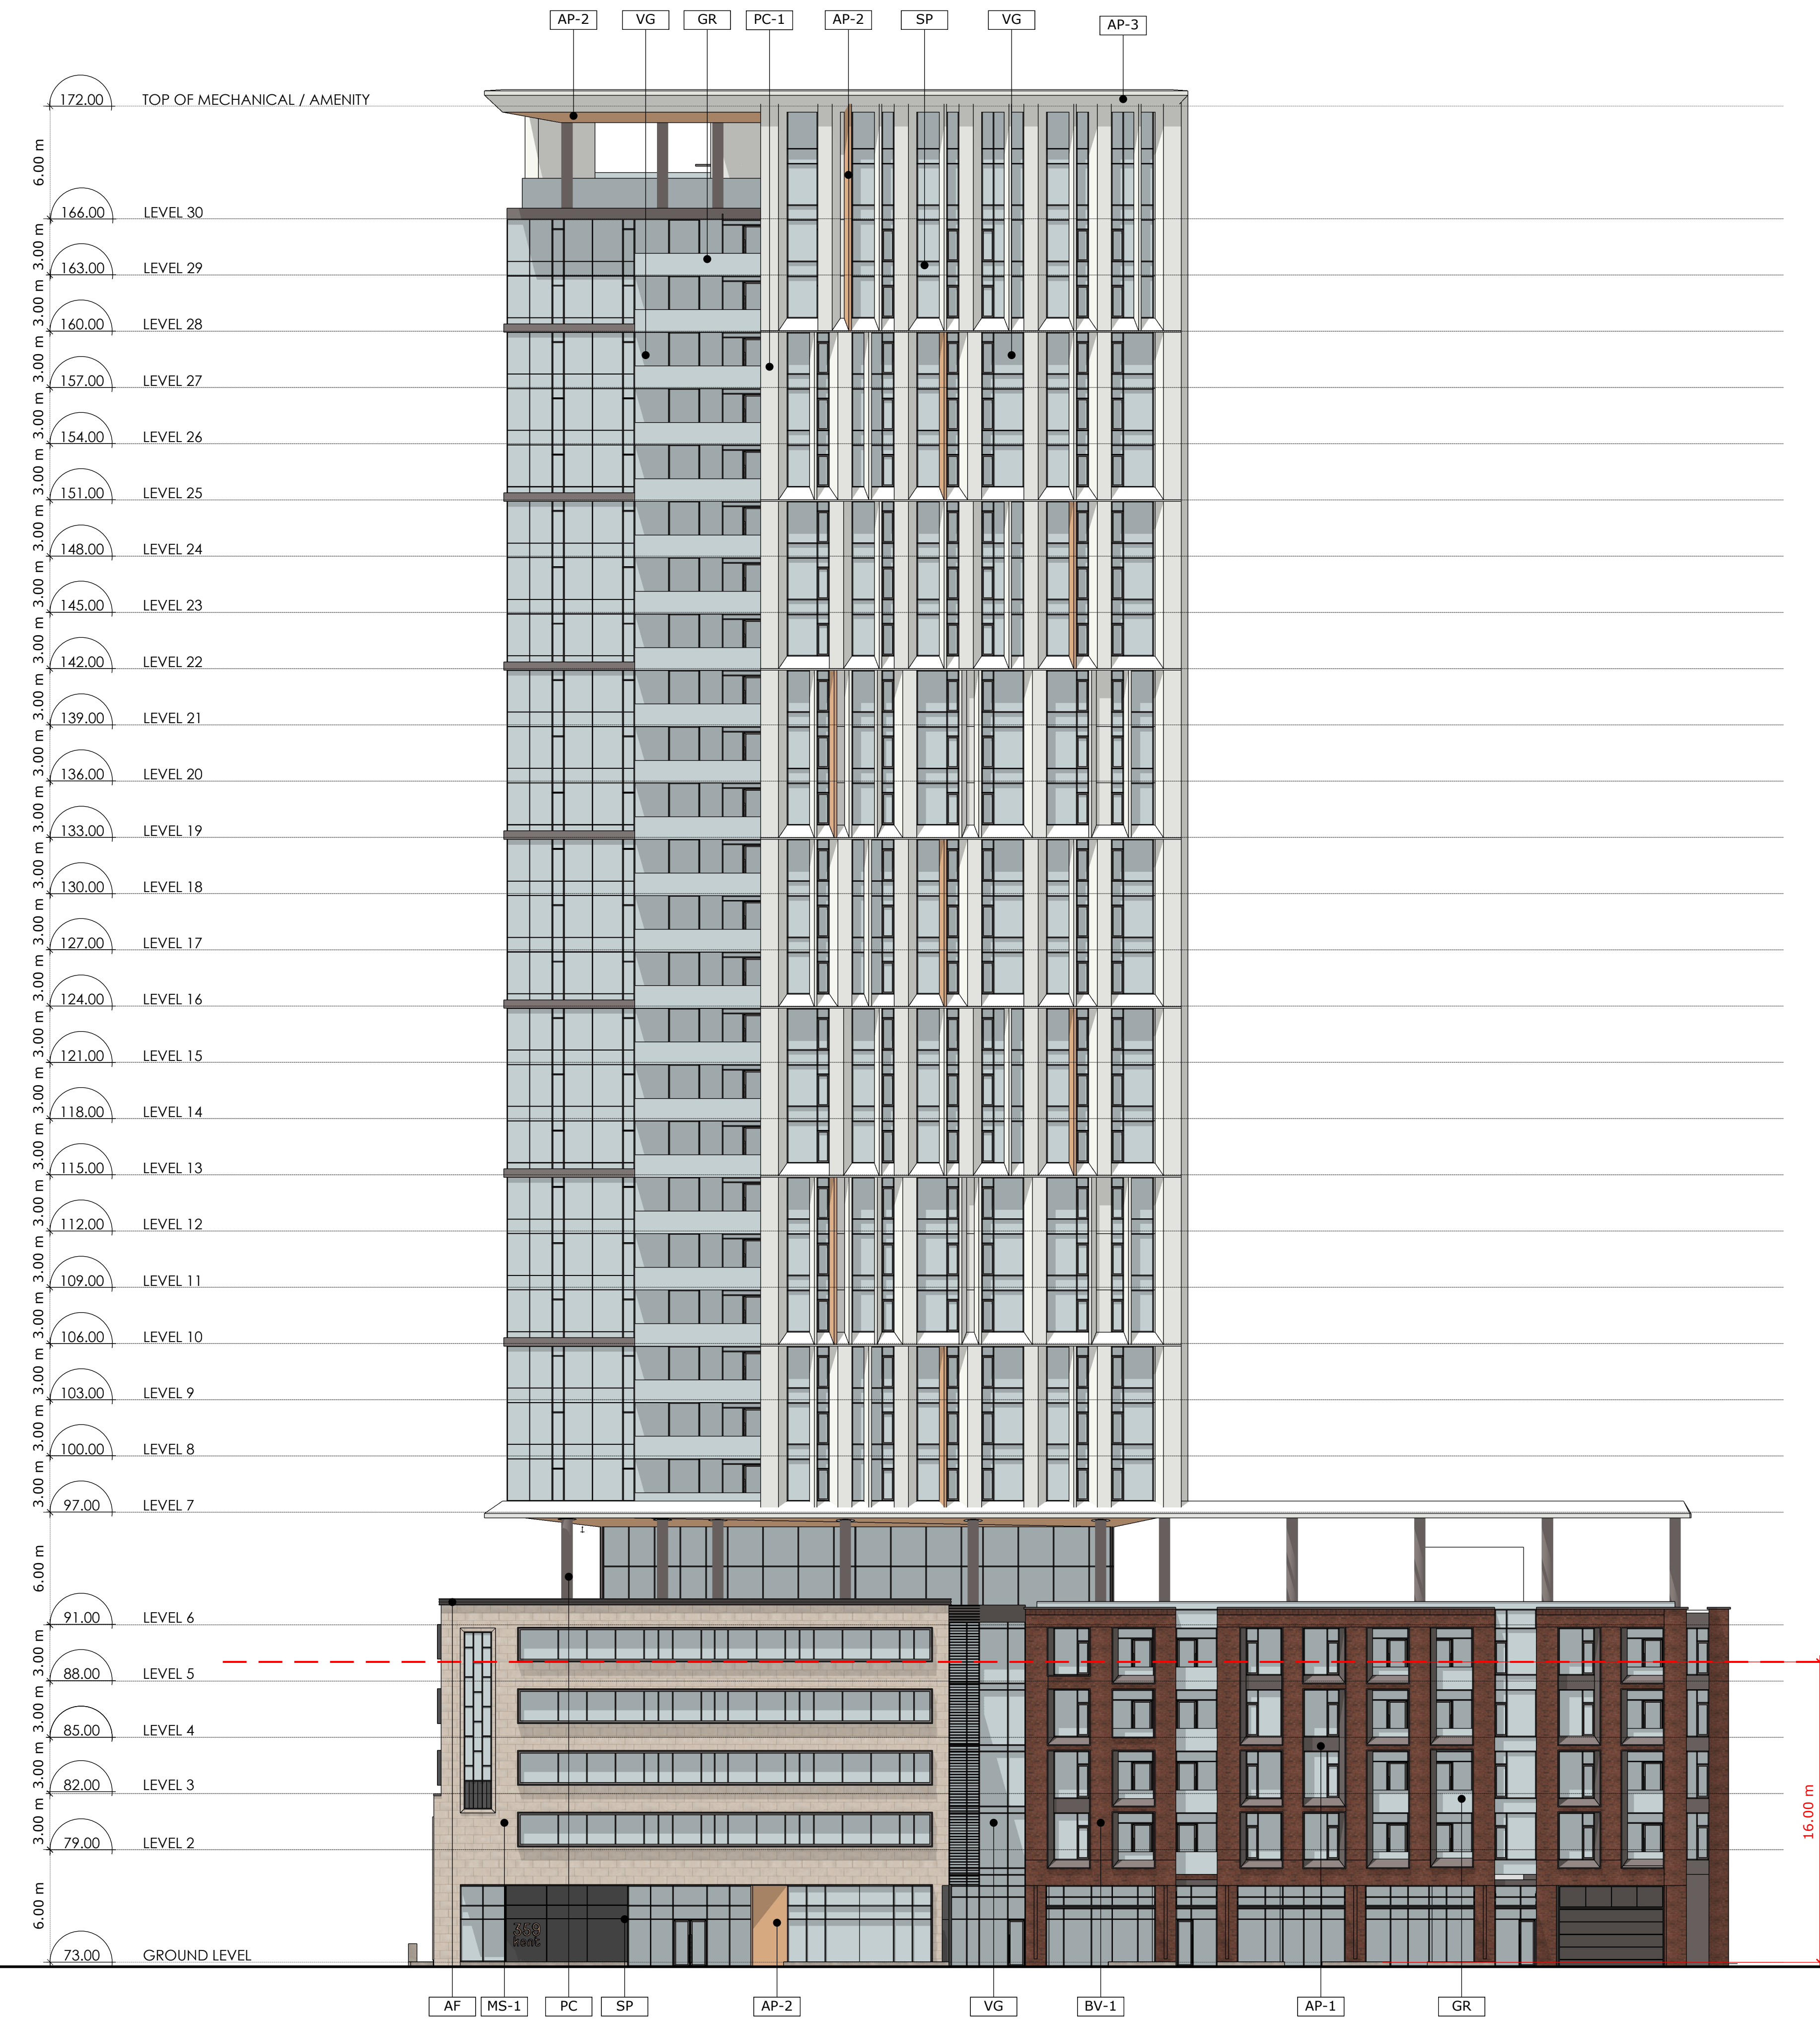 AP-2 VG GR PC-1 AP-2 SP VG AP-3
172.00 TOP OF MECHANICAL / AMENITY
6.00 m
166.00 LEVEL 30
3.00 m
163.00 LEVEL 29
3.00 m
160.00 LEVEL 28
3.00 m
157.00 LEVEL 27
3.00 m
154.00 LEVEL 26
3.00 m
151.00 LEVEL 25
3.00 m
148.00 LEVEL 24
3.00 m
145.00 LEVEL 23
3.00 m
142.00 LEVEL 22
3.00 m
139.00 LEVEL 21
3.00 m
136.00 LEVEL 20
3.00 m
133.00 LEVEL 19
3.00 m
130.00 LEVEL 18
3.00 m
127.00 LEVEL 17
3.00 m
124.00 LEVEL 16
3.00 m
121.00 LEVEL 15
3.00 m
118.00 LEVEL 14
3.00 m
115.00 LEVEL 13
3.00 m
112.00 LEVEL 12
3.00 m
109.00 LEVEL 11
3.00 m
106.00 LEVEL 10
3.00 m
103.00 LEVEL 9
3.00 m
100.00 LEVEL 8
3.00 m
97.00 LEVEL 7
6.00 m
91.00 LEVEL 6
3.00 m
88.00 LEVEL 5
3.00 m
85.00 LEVEL 4
3.00 m
82.00 LEVEL 3
3.00 m
79.00 LEVEL 2
16.00 m
6.00 m
359
kent
73.00 GROUND LEVEL
AF MS-1 PC SP AP-2 VG BV-1 AP-1 GR